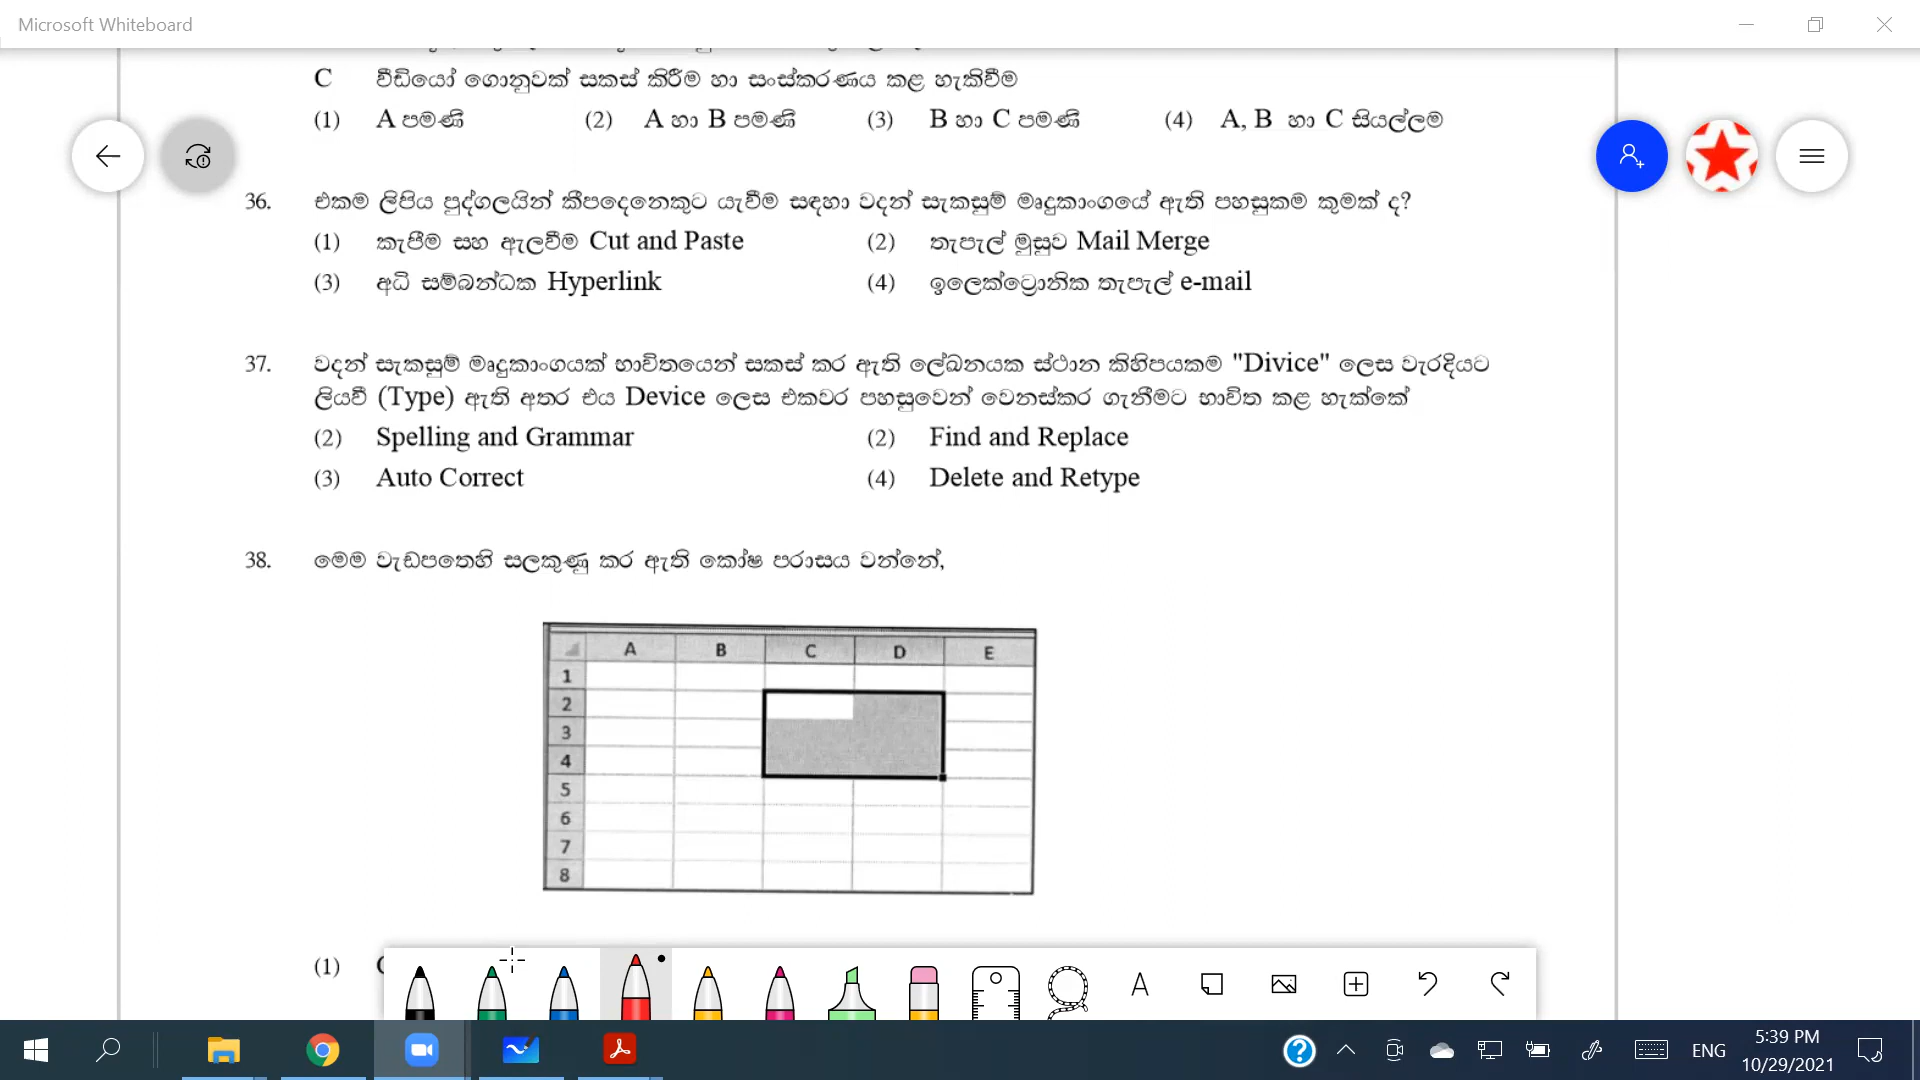 Microsoft Whiteboard
C වීඩියෝ ගොනුවක් සකස් කිරීම හා සංස්කරණය කළ හැකිවීම
(1) A පමණි (2) A හා B පමණි (3) B හා C පමණි (4) A, B හා C සියල්ලම
36. එකම ලිපිය පුද්ගලයින් කීපදෙනෙකුට යැවීම සඳහා වදන් සැකසුම් මෘදුකාංගයේ ඇති පහසුකම කුමක් ද?
(1) කැපීම සහ ඇලවීම Cut and Paste (2) තැපැල් මුසුව Mail Merge
(3) අධි සම්බන්ධක Hyperlink (4) ඉලෙක්ට්‍රොනික තැපැල් e-mail
37. වදන් සැකසුම් මෘදුකාංගයක් භාවිතයෙන් සකස් කර ඇති ලේඛනයක ස්ථාන කිහිපයකම "Divice" ලෙස වැරදියට
ලියවී (Type) ඇති අතර එය Device ලෙස එකවර පහසුවෙන් වෙනස්කර ගැනීමට භාවිත කළ හැක්කේ
(2) Spelling and Grammar (2) Find and Replace
(3) Auto Correct (4) Delete and Retype
38. මෙම වැඩපතෙහි සලකුණු කර ඇති කෝෂ පරාසය වන්නේ,
A B C D E
1
2
3
4
5
6
7
8
(1)
ENG
5:39 PM
10/29/2021